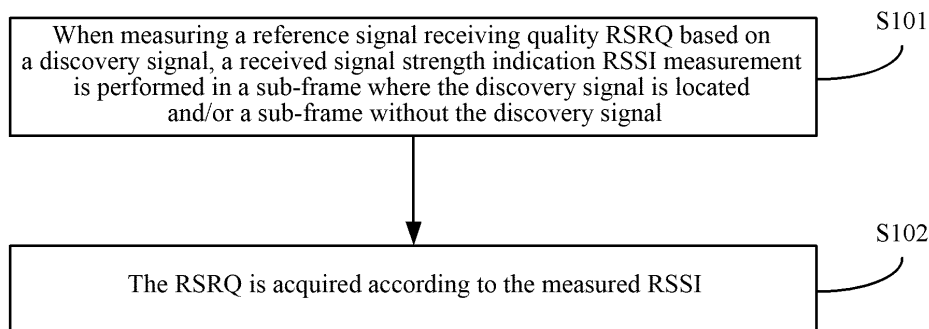 S101
When measuring a reference signal receiving quality RSRQ based on
a discovery signal, a received signal strength indication RSSI measurement
is performed in a sub-frame where the discovery signal is located
and/or a sub-frame without the discovery signal
S102
The RSRQ is acquired according to the measured RSSI